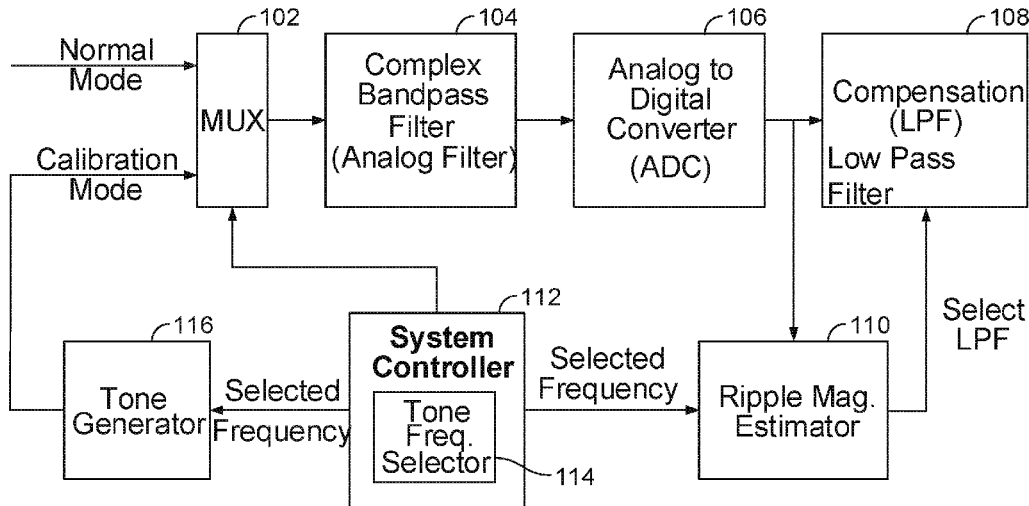 102
104
106
108
Normal
Mode
MUX
Calibration
Mode
Complex
Bandpass
Filter
(Analog Filter)
Analog to
Digital
Converter
(ADC)
Compensation
(LPF)
Low Pass
Filter
116
Tone
Generator
Selected
Frequency
112
System
Controller
Tone
Freq.
Selector
114
Selected
Frequency
110
Ripple Mag.
Estimator
Select
LPF